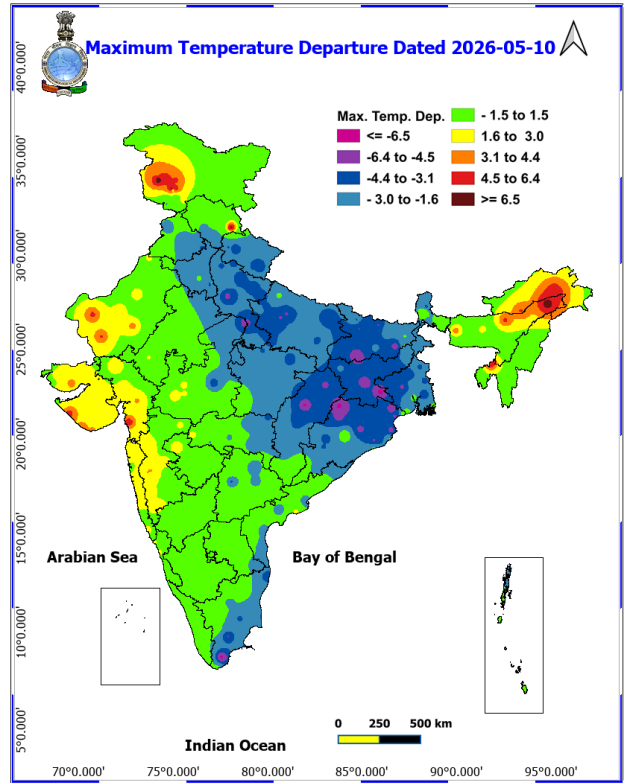 Maximum Temperature Departure Dated 2026-05-10
Max. Temp. Dep.
<= -6.5
-6.4 to -4.5
-4.4 to -3.1
- 3.0 to -1.6
- 1.5 to 1.5
1.6 to 3.0
3.1 to 4.4
4.5 to 6.4
>= 6.5
40°0.000'
35°0.000'
30°0.000'
25°0.000'
20°0.000'
15°0.000'
10°0.000'
5°0.000'
Arabian Sea
Bay of Bengal
Indian Ocean
0 250 500 km
70°0.000' 75°0.000' 80°0.000' 85°0.000' 90°0.000' 95°0.000'